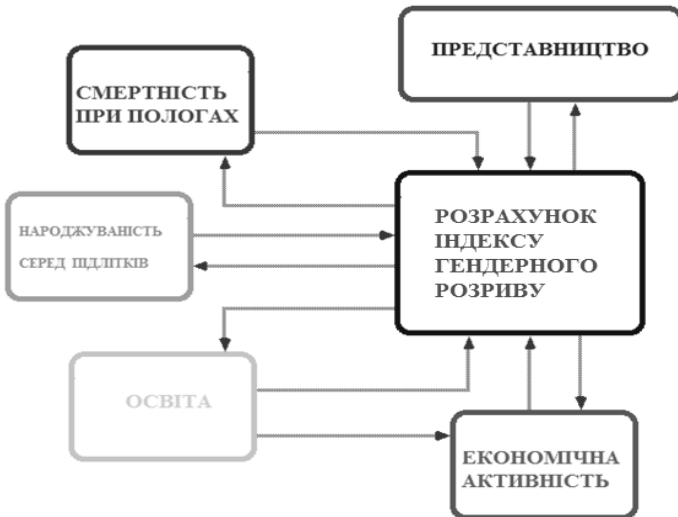 ПРЕДСТАВНИЦТВО
СМЕРТНІСТЬ
ПРИ ПОЛОГАХ
РОЗРАХУНОК
ІНДЕКСУ
ГЕНДЕРНОГО
РОЗРИВУ
НАРОДЖУВАНІСТЬ
СЕРЕД ПІДЛІТКІВ
ОСВІТА
ЕКОНОМІЧНА
АКТИВНІСТЬ